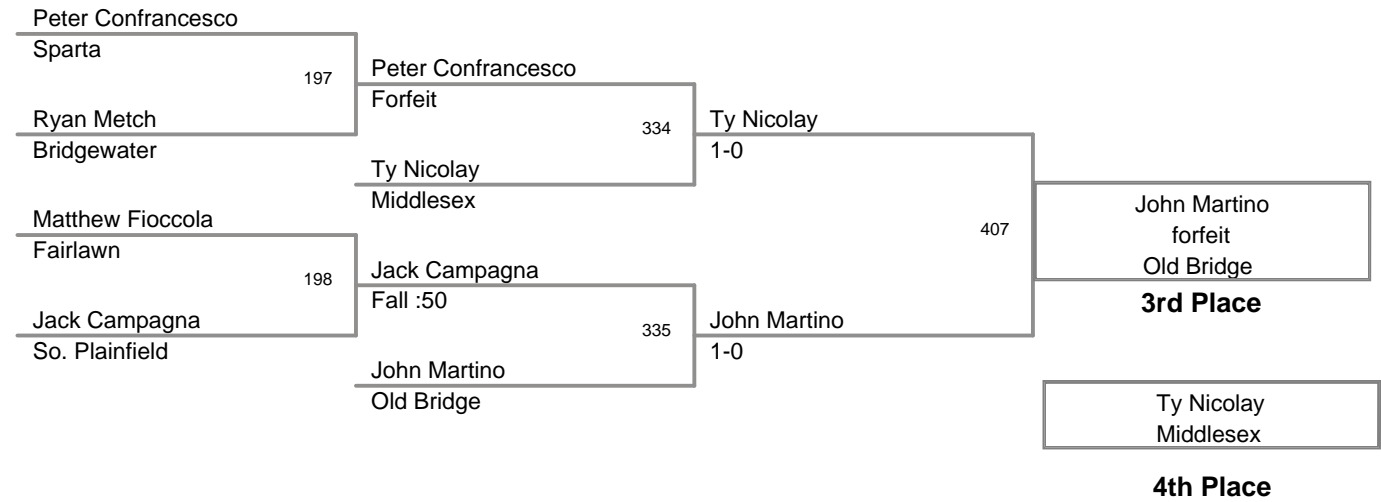 Peter Confrancesco
Sparta
197
Peter Confrancesco
Forfeit
Ryan Metch
Bridgewater
334
Ty Nicolay
1-0
Ty Nicolay
Middlesex
Matthew Fioccola
Fairlawn
198
Jack Campagna
Fall :50
Jack Campagna
So. Plainfield
335
John Martino
1-0
John Martino
Old Bridge
407
John Martino
forfeit
Old Bridge
3rd Place
Ty Nicolay
Middlesex
4th Place